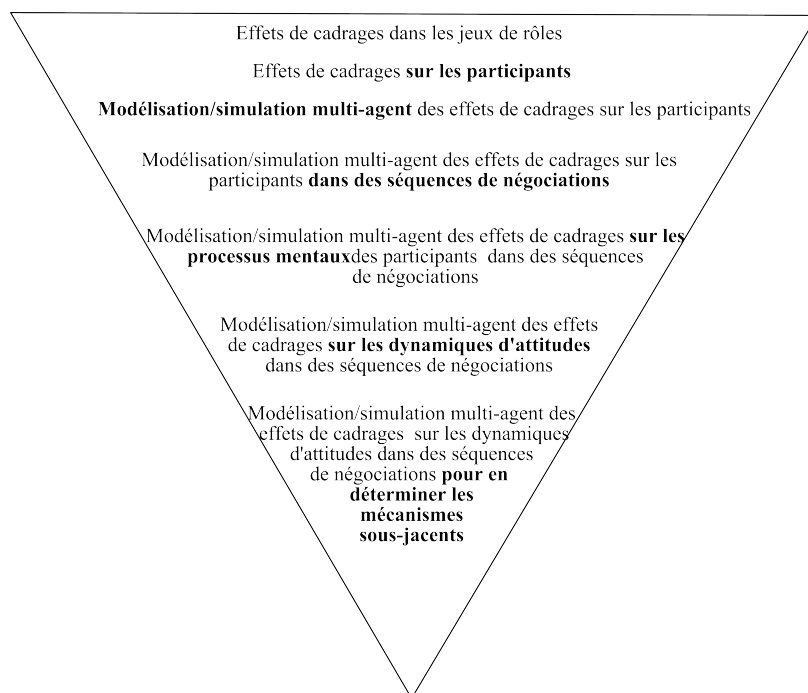 Effets de cadrages dans les jeux de rôles
Effets de cadrages sur les participants
Modélisation/simulation multi-agent des effets de cadrages sur les participants
Modélisation/simulation multi-agent des effets de cadrages sur les
participants dans des séquences de négociations
Modélisation/simulation multi-agent des effets de cadrages sur les
processus mentauxdes participants dans des séquences
de négociations
Modélisation/simulation multi-agent des effets
de cadrages sur les dynamiques d'attitudes
dans des séquences de négociations
Modélisation/simulation multi-agent des
effets de cadrages sur les dynamiques
d'attitudes dans des séquences
de négociations pour en
déterminer les
mécanismes
sous-jacents